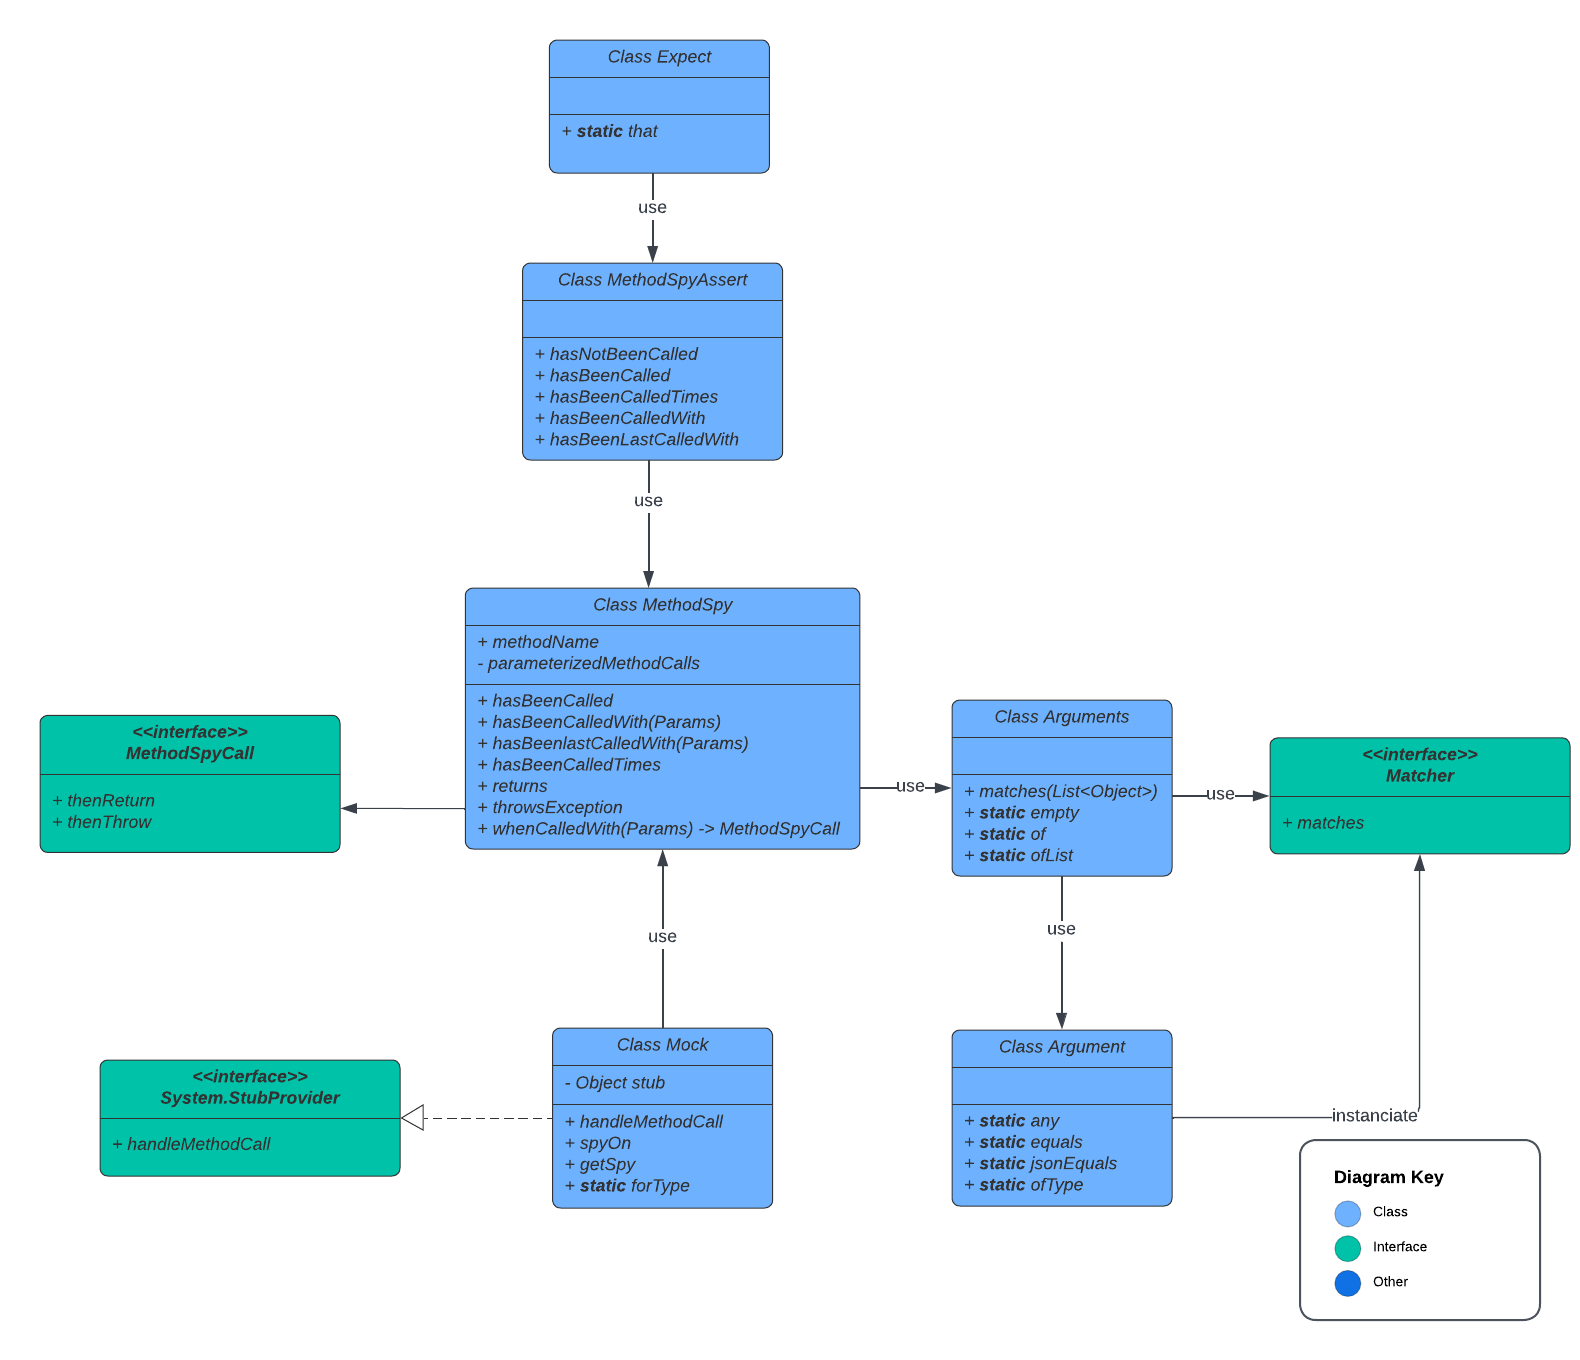 Class Expect
+ static that
use
Class MethodSpyAssert
+ hasNotBeenCalled
+ hasBeenCalled
+ hasBeenCalledTimes
+ hasBeenCalledWith
+ hasBeenLastCalledWith
use
Class MethodSpy
+ methodName
- parameterizedMethodCalls
+ hasBeenCalled
+ hasBeenCalledWith(Params)
+ hasBeenlastCalledWith(Params)
+ hasBeenCalledTimes
+ returns
+ throwsException
+ whenCalledWith(Params) -> MethodSpyCall
<<interface>>
MethodSpyCall
+ thenReturn
+ thenThrow
use
Class Arguments
+ matches(List<Object>)
+ static empty
+ static of
+ static ofList
use
<<interface>>
Matcher
+ matches
use
use
<<interface>>
System.StubProvider
+ handleMethodCall
Class Mock
- Object stub
+ handleMethodCall
+ spyOn
+ getSpy
+ static forType
Class Argument
+ static any
+ static equals
+ static jsonEquals
+ static ofType
instanciate
Diagram Key
Class
Interface
Other